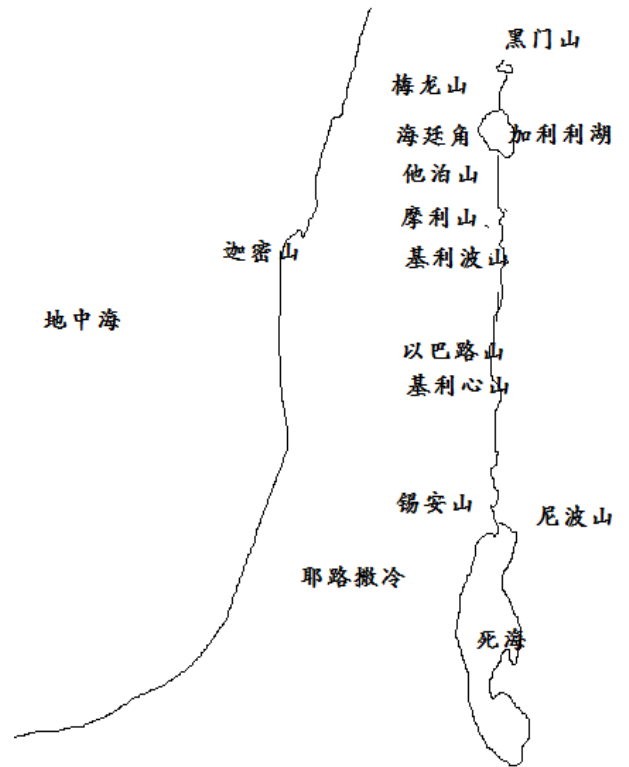 黑门山
梅龙山
海廷角
加利利湖
他泊山
摩利山
迦密山
基利波山
地中海
以巴路山
基利心山
锡安山
尼波山
耶路撒冷
死海